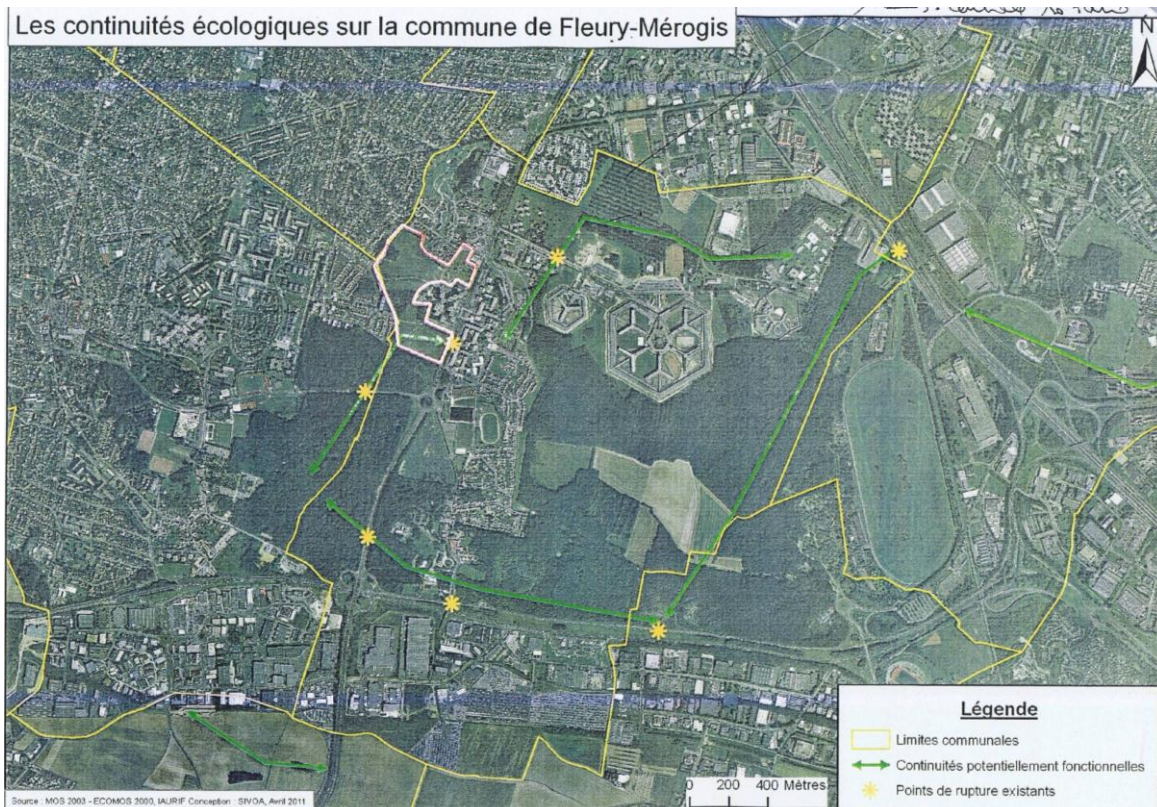 Les continuités écologiques sur la commune de Fleury-Mérogis
N
Légende
Limites communales
Continuités potentiellement fonctionnelles
Points de rupture existants
0 200 400 Mètres
Source : MOS 2003 - ECOMOS 2000, IAURIF Conception : SIVOA, Avril 2011